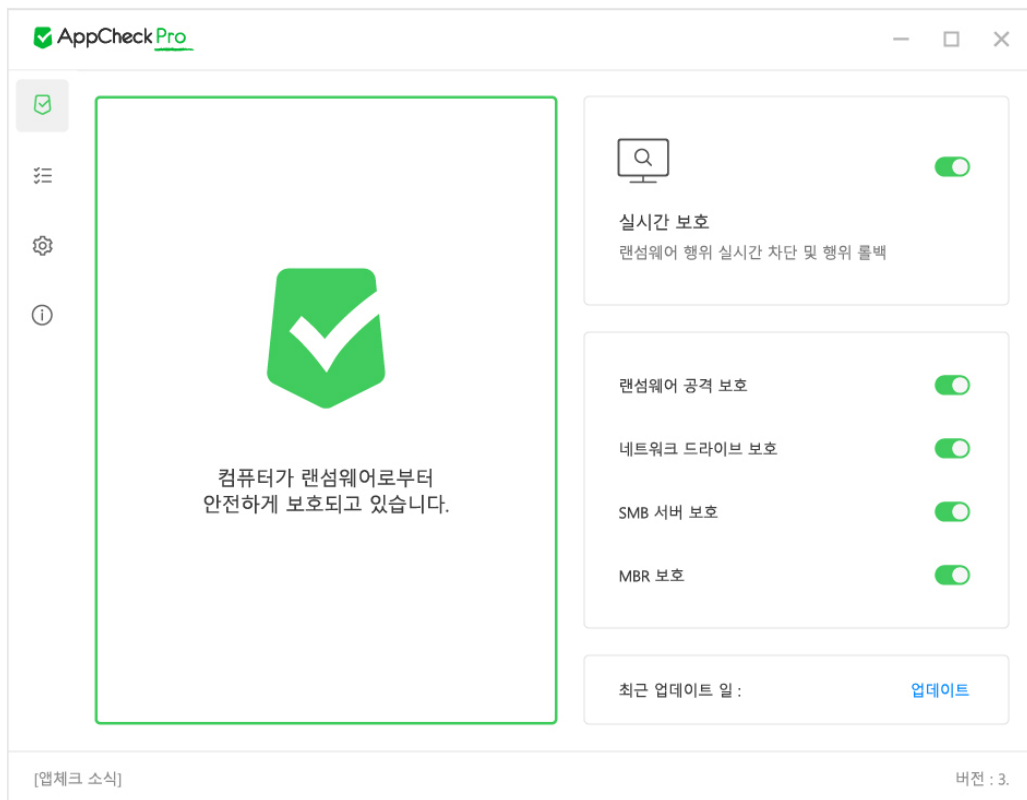 AppCheck Pro
실시간 보호
랜섬웨어 행위 실시간 차단 및 행위 롤백
컴퓨터가 랜섬웨어로부터
안전하게 보호되고 있습니다.
랜섬웨어 공격 보호
네트워크 드라이브 보호
SMB 서버 보호
MBR 보호
최근 업데이트 일 :
업데이트
[앱체크 소식]
버전 : 3.